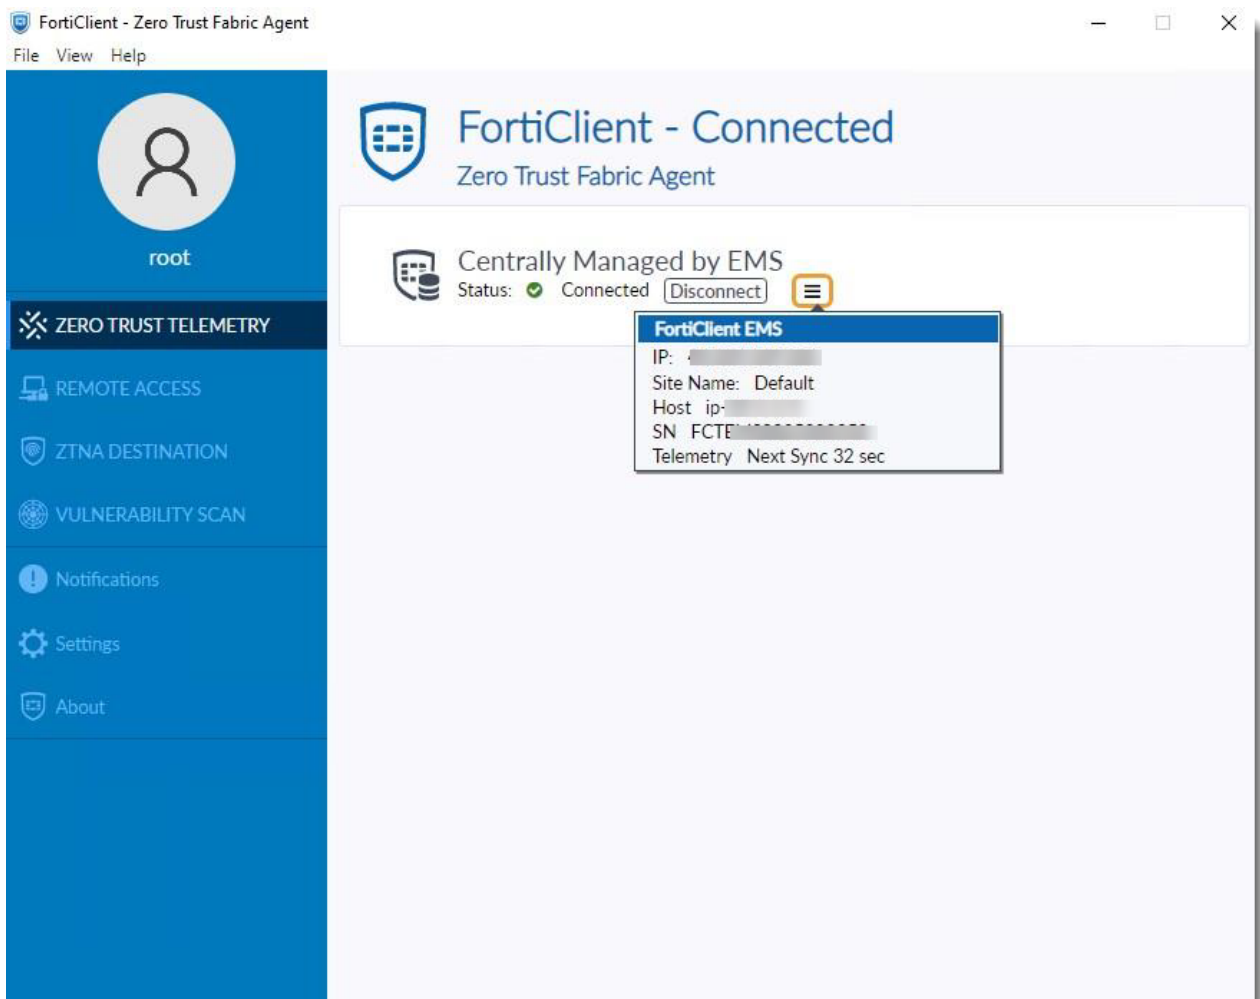 FortiClient - Zero Trust Fabric Agent
File View Help
root
ZERO TRUST TELEMETRY
REMOTE ACCESS
ZTNA DESTINATION
VULNERABILITY SCAN
Notifications
Settings
About
FortiClient - Connected
Zero Trust Fabric Agent
Centrally Managed by EMS
Status: Connected Disconnect
FortiClient EMS
IP:
Site Name: Default
Host ip-
SN FCTE
Telemetry Next Sync 32 sec